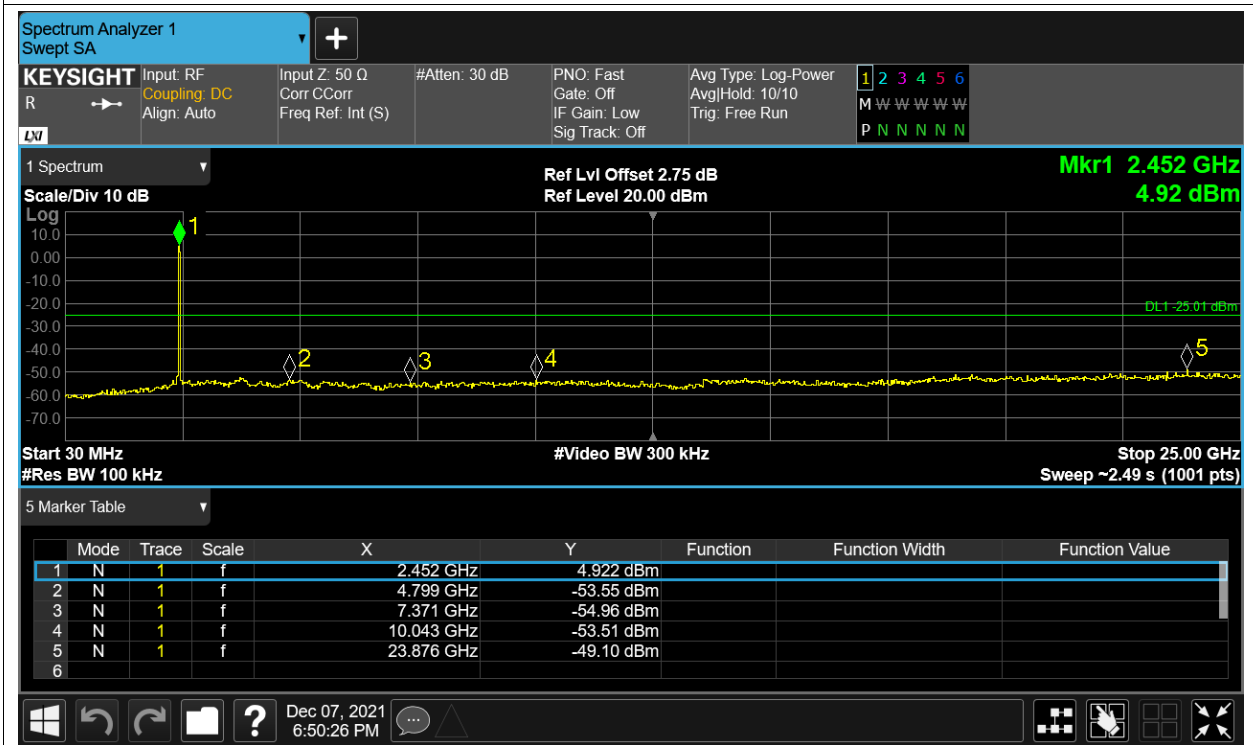 Spectrum Analyzer 1
Swept SA
KEYSIGHT Input: RF Input Z: 50 Ω #Atten: 30 dB PNO: Fast Avg Type: Log-Power 1 2 3 4 5 6
R Coupling: DC Corr CCorr Gate: Off Avg|Hold: 10/10 M W W W W W
Align: Auto Freq Ref: Int (S) IF Gain: Low Trig: Free Run
LXI Sig Track: Off P N N N N N
1 Spectrum Ref Lvl Offset 2.75 dB Mkr1 2.452 GHz
Scale/Div 10 dB Ref Level 20.00 dBm 4.92 dBm
Log
1
10.0
0.00
-10.0
-20.0
DL1 -25.01 dBm
-30.0
-40.0
2 3 4 5
-50.0
-60.0
-70.0
Start 30 MHz #Video BW 300 kHz Stop 25.00 GHz
#Res BW 100 kHz Sweep ~2.49 s (1001 pts)
5 Marker Table
Mode Trace Scale X Y Function Function Width Function Value
1 N 1 f 2.452 GHz 4.922 dBm
2 N 1 f 4.799 GHz -53.55 dBm
3 N 1 f 7.371 GHz -54.96 dBm
4 N 1 f 10.043 GHz -53.51 dBm
5 N 1 f 23.876 GHz -49.10 dBm
6
? Dec 07, 2021
6:50:26 PM